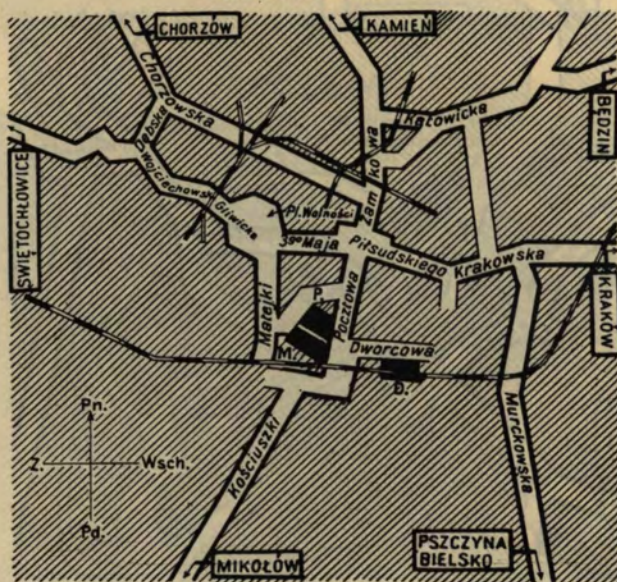 CHORZÓW
KAMIEŃ
BĘDZIN
Chorzowska
Katowicka
Zamkowa
Dębska
Wojciechowski
Gliwicka
ŚWIĘTOCHŁOWICE
Pl. Wolności
3go Maja
Piłsudskiego
Krakowska
KRAKÓW
Matejki
P.
Pocztowa
M.
Dworcowa
D.
Pn.
Z.
Wsch.
Pd.
Kościuszki
Murckowska
MIKOŁÓW
PSZCZYNA
BIELSKO